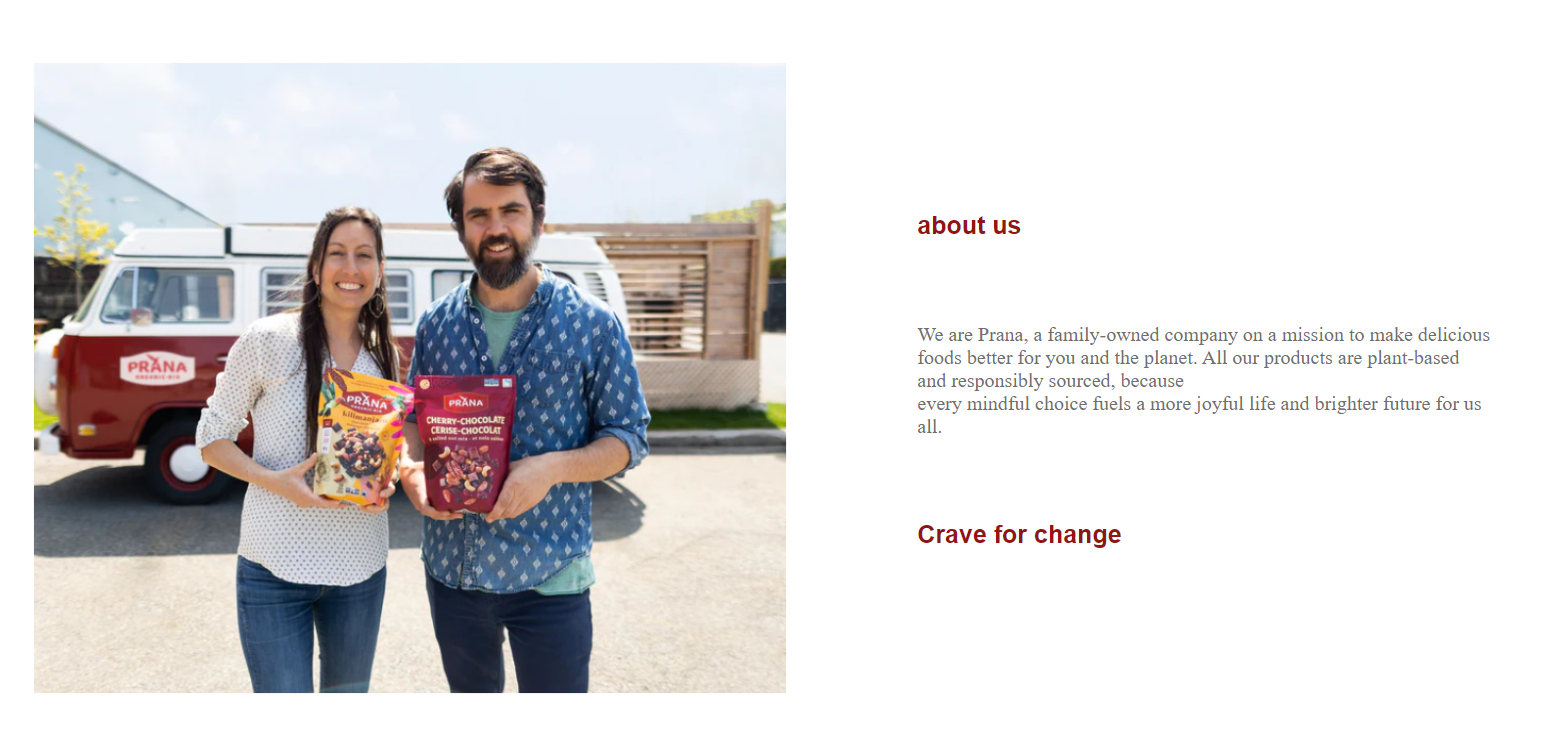 PRANA
ORGANIC·BIO
PRANA
kilimanjaro
PRANA
CHERRY-CHOCOLATE
CERISE-CHOCOLAT
about us
We are Prana, a family-owned company on a mission to make delicious
foods better for you and the planet. All our products are plant-based
and responsibly sourced, because
every mindful choice fuels a more joyful life and brighter future for us
all.
Crave for change